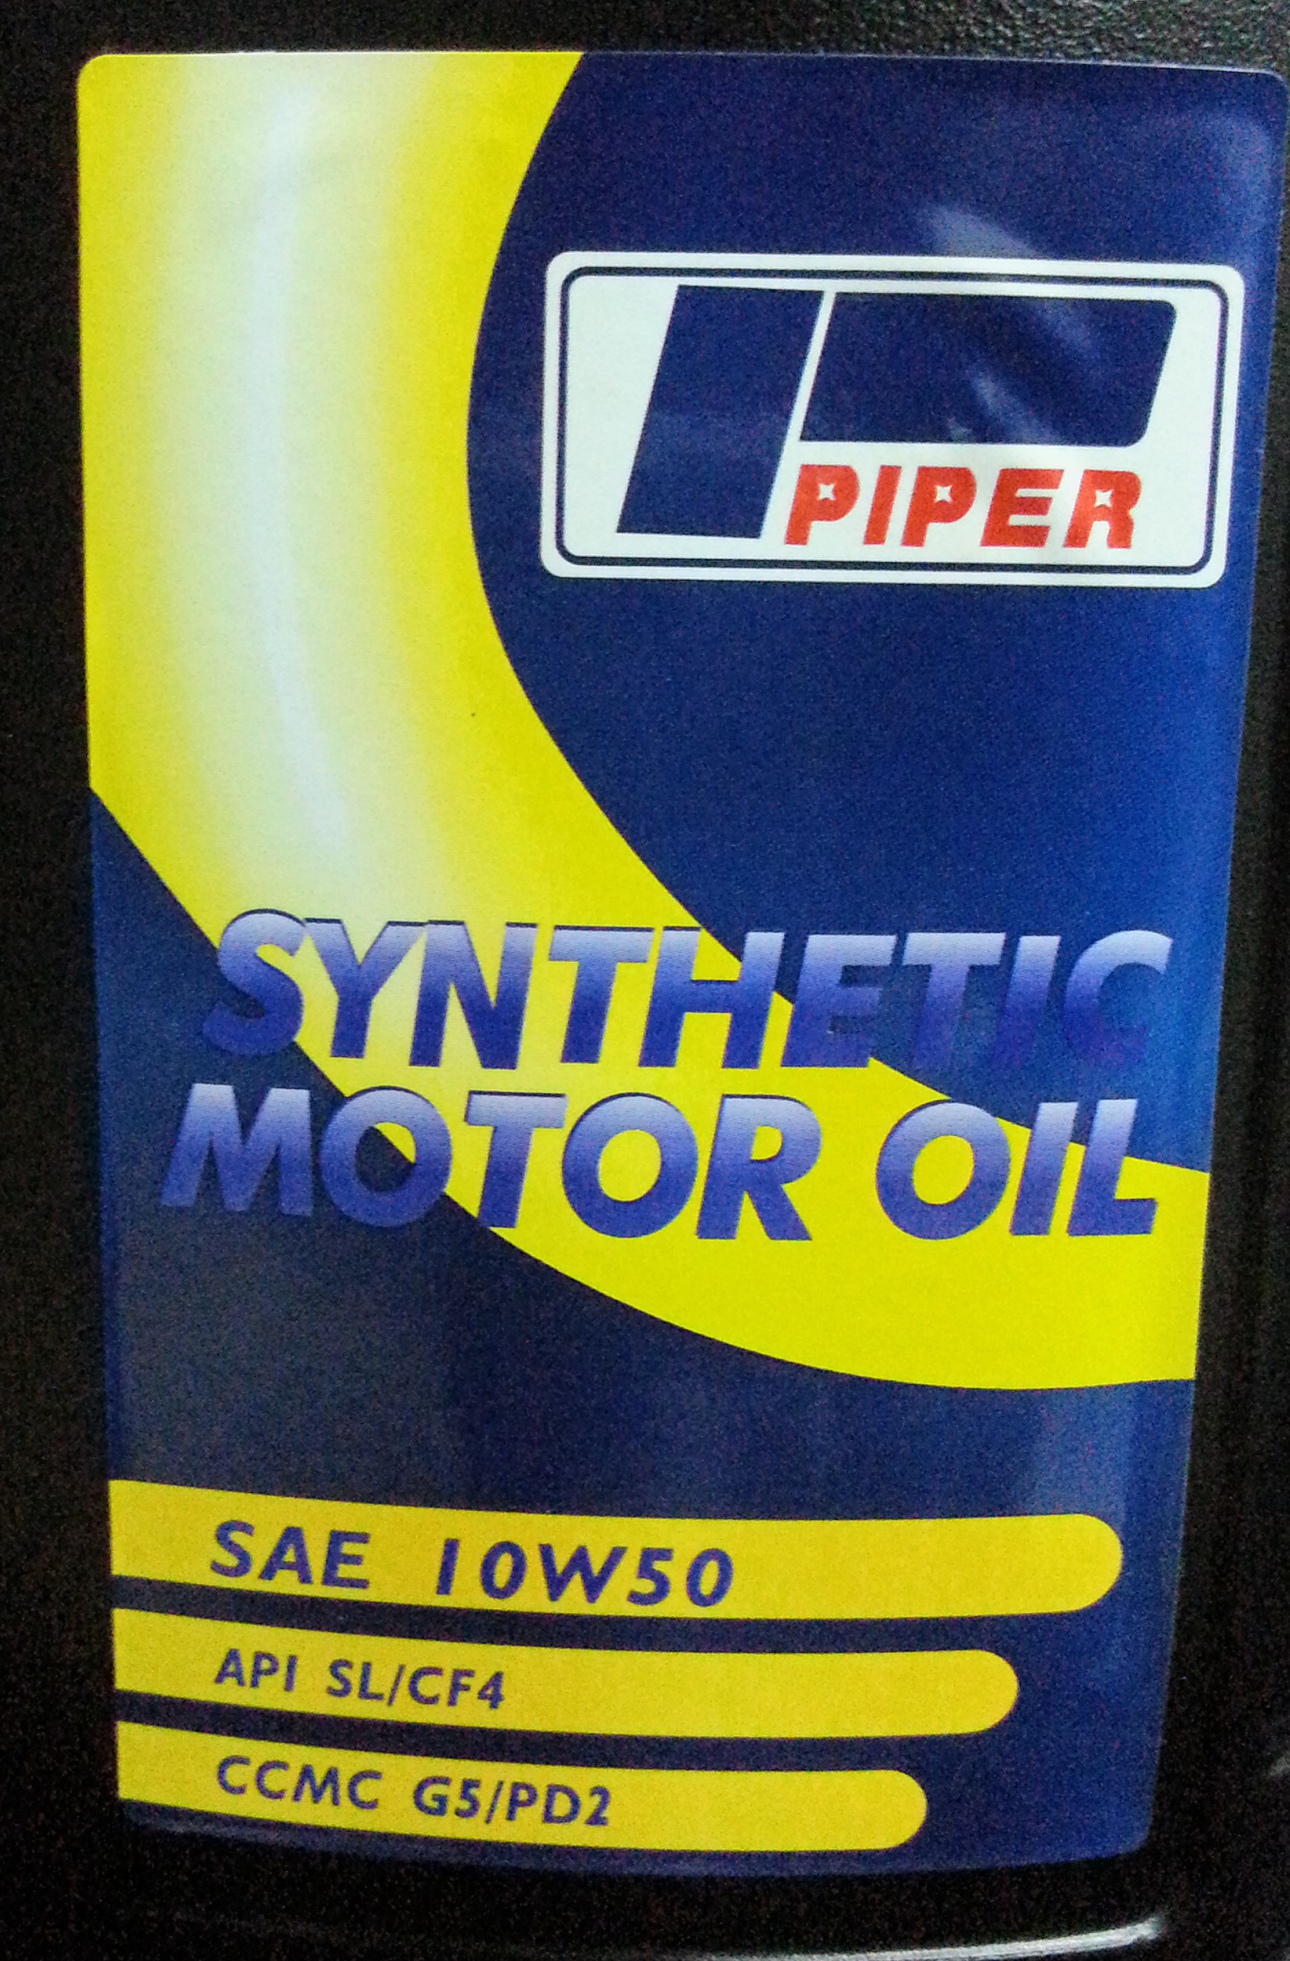 PIPER
SYNTHETIC
MOTOR OIL
SAE 10W50
API SL/CF4
CCMC G5/PD2